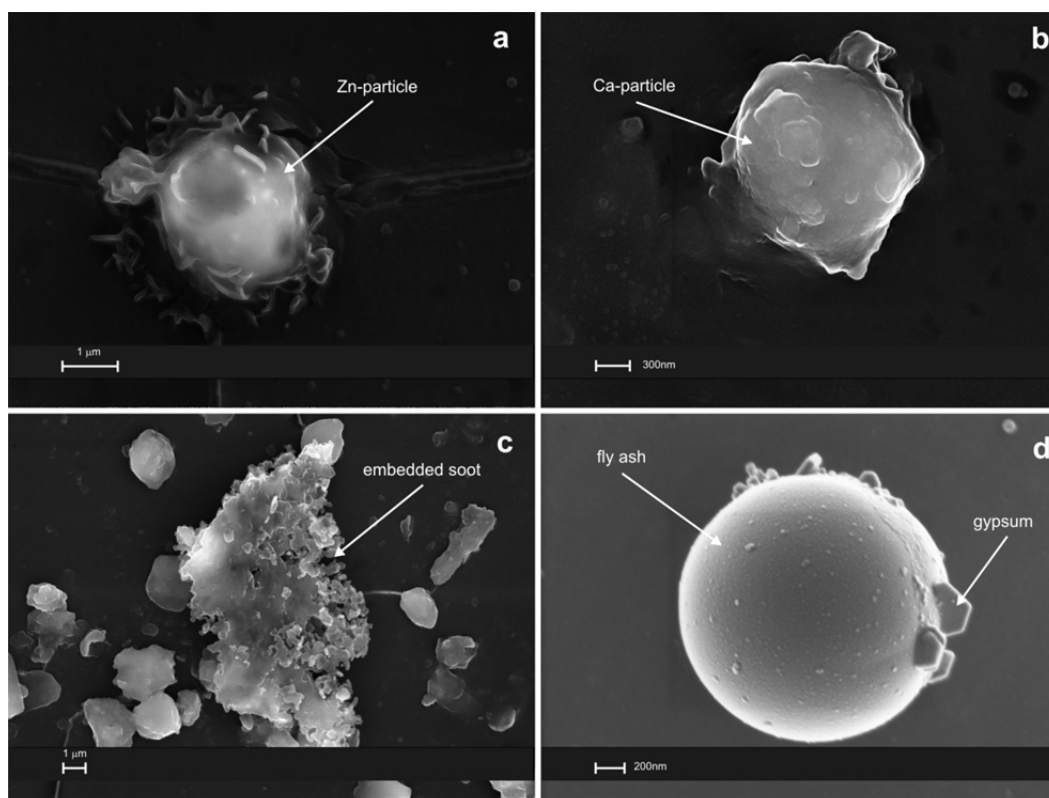 a
Zn-particle
1 μm
b
Ca-particle
300nm
c
embedded soot
1 μm
d
fly ash
gypsum
200nm